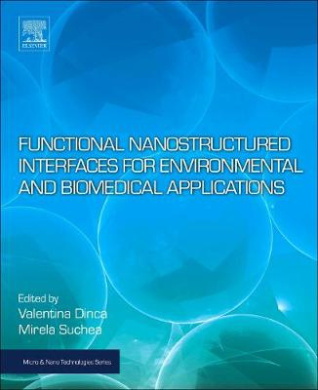 ELSEVIER
FUNCTIONAL NANOSTRUCTURED
INTERFACES FOR ENVIRONMENTAL
AND BIOMEDICAL APPLICATIONS
Edited by
Valentina Dinca
Mirela Suchea
Micro & Nano Technologies Series